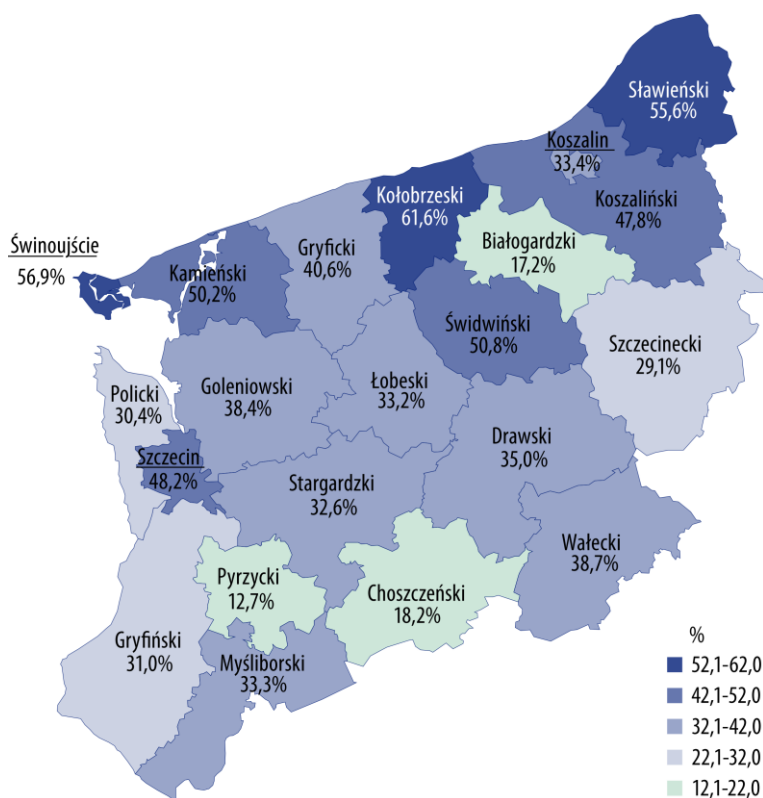 Sławieński
55,6%
Koszalin
33,4%
Kołobrzeski
61,6%
Koszaliński
47,8%
Białogardzki
17,2%
Świnoujście
56,9%
Kamieński
50,2%
Gryficki
40,6%
Świdwiński
50,8%
Szczecinecki
29,1%
Policki
30,4%
Goleniowski
38,4%
Łobeski
33,2%
Drawski
35,0%
Szczecin
48,2%
Stargardzki
32,6%
Wałecki
38,7%
Pyrzycki
12,7%
Choszczeński
18,2%
Gryfiński
31,0%
Myśliborski
33,3%
%
52,1-62,0
42,1-52,0
32,1-42,0
22,1-32,0
12,1-22,0